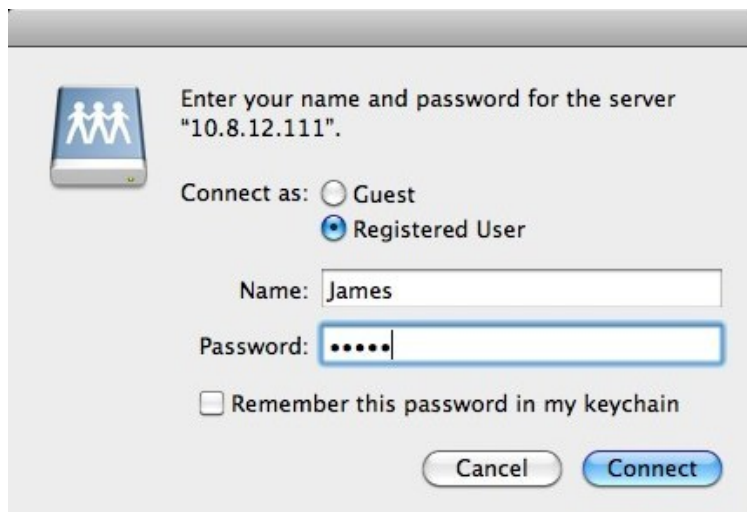 Enter your name and password for the server
“10.8.12.111”.
Connect as: Guest
Registered User
Name: James
Password: •••••
Remember this password in my keychain
Cancel Connect